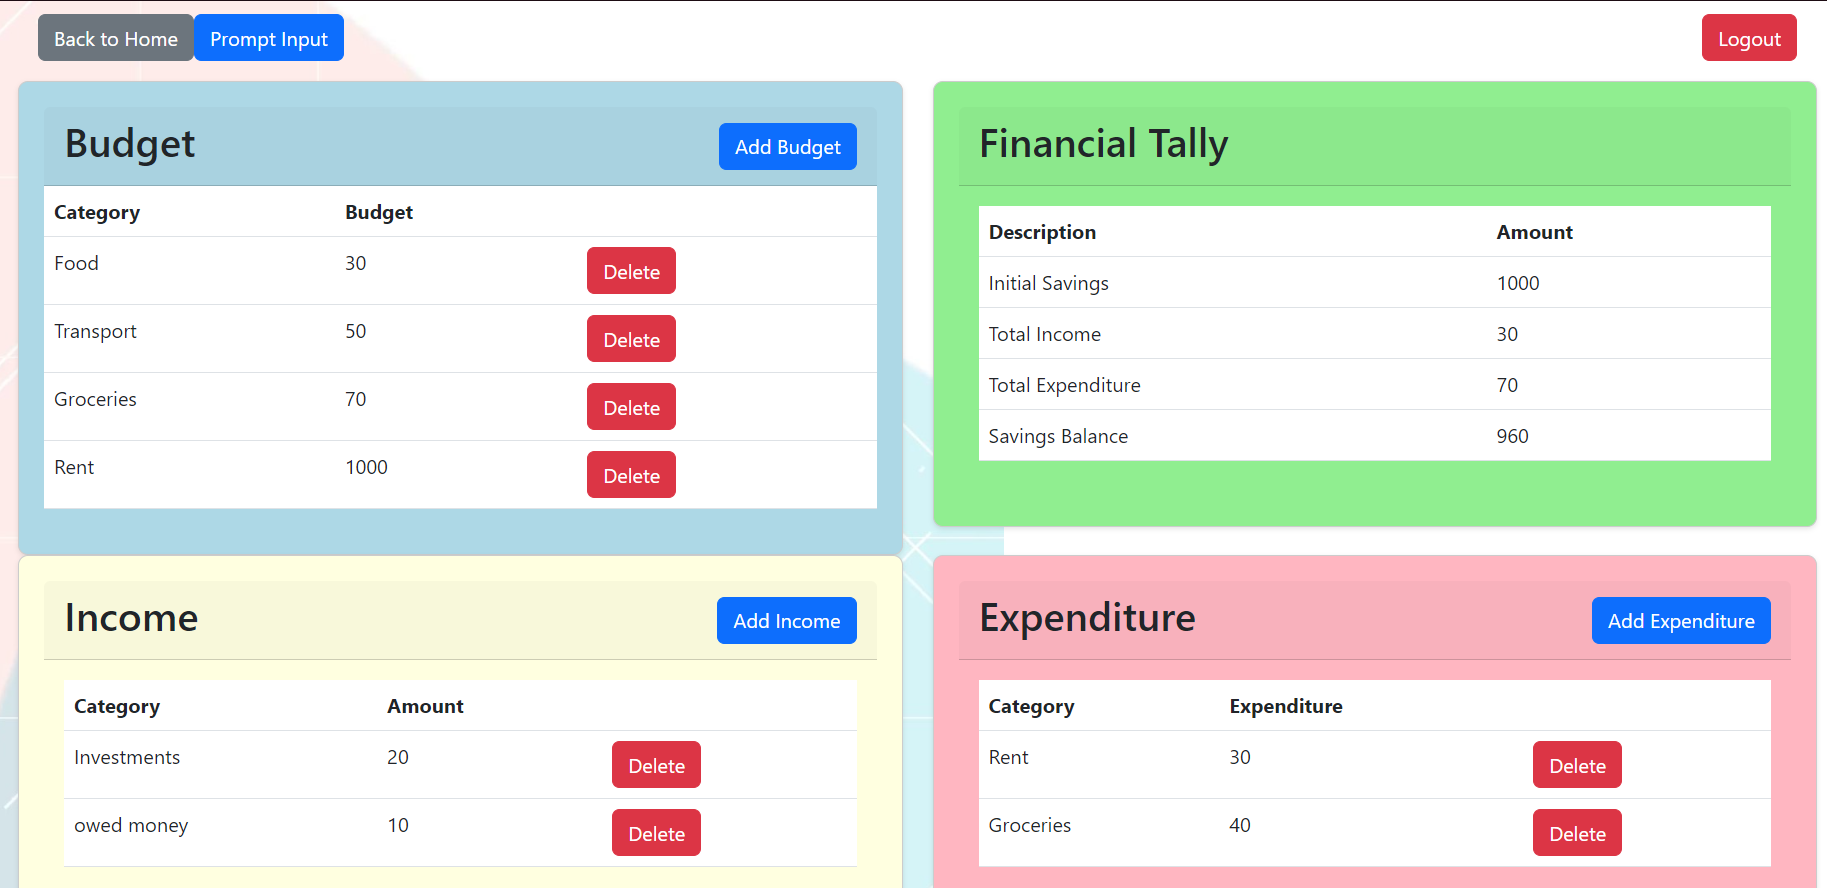 Back to Home Prompt Input Logout
Budget Add Budget
Category Budget
Food 30 Delete
Transport 50 Delete
Groceries 70 Delete
Rent 1000 Delete
Financial Tally
Description Amount
Initial Savings 1000
Total Income 30
Total Expenditure 70
Savings Balance 960
Income Add Income
Category Amount
Investments 20 Delete
owed money 10 Delete
Expenditure Add Expenditure
Category Expenditure
Rent 30 Delete
Groceries 40 Delete